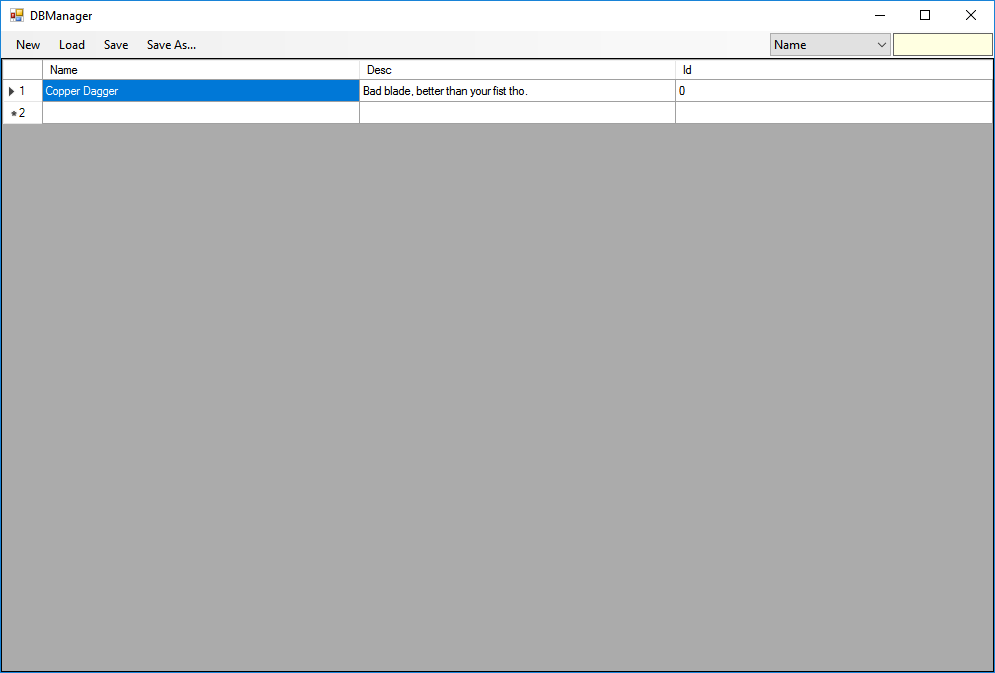 DBManager
New Load Save Save As... Name
Name Desc Id
1 Copper Dagger Bad blade, better than your fist tho. 0
2